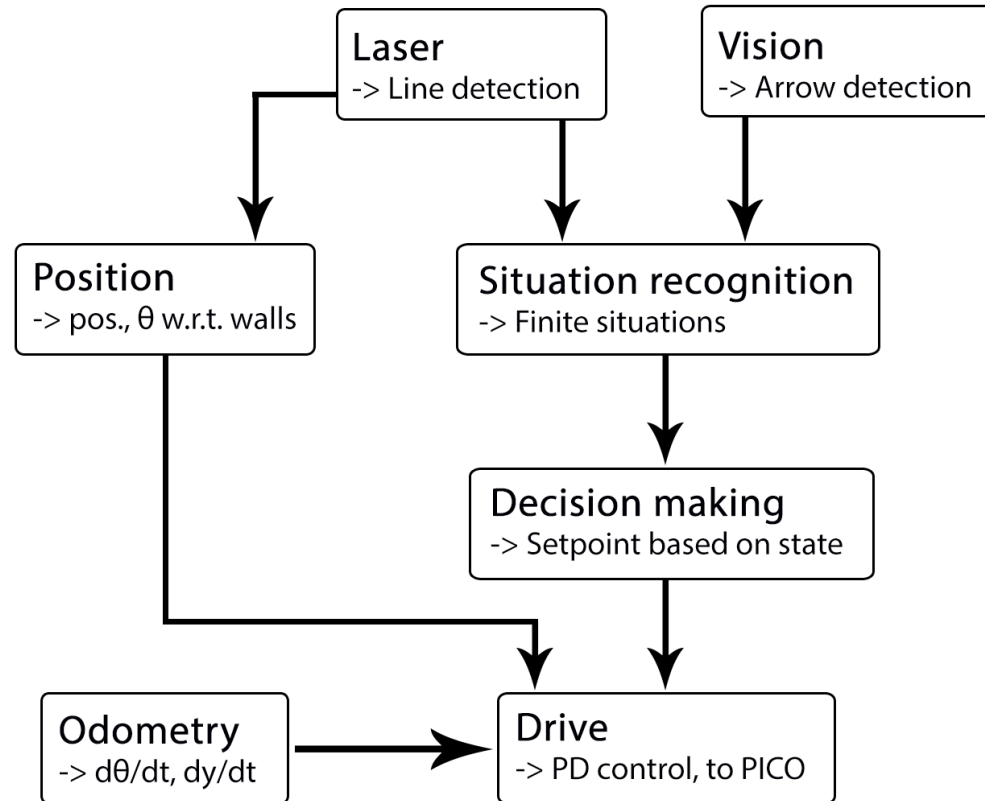 Laser
-> Line detection
Vision
-> Arrow detection
Position
-> pos., θ w.r.t. walls
Situation recognition
-> Finite situations
Decision making
-> Setpoint based on state
Odometry
-> dθ/dt, dy/dt
Drive
-> PD control, to PICO